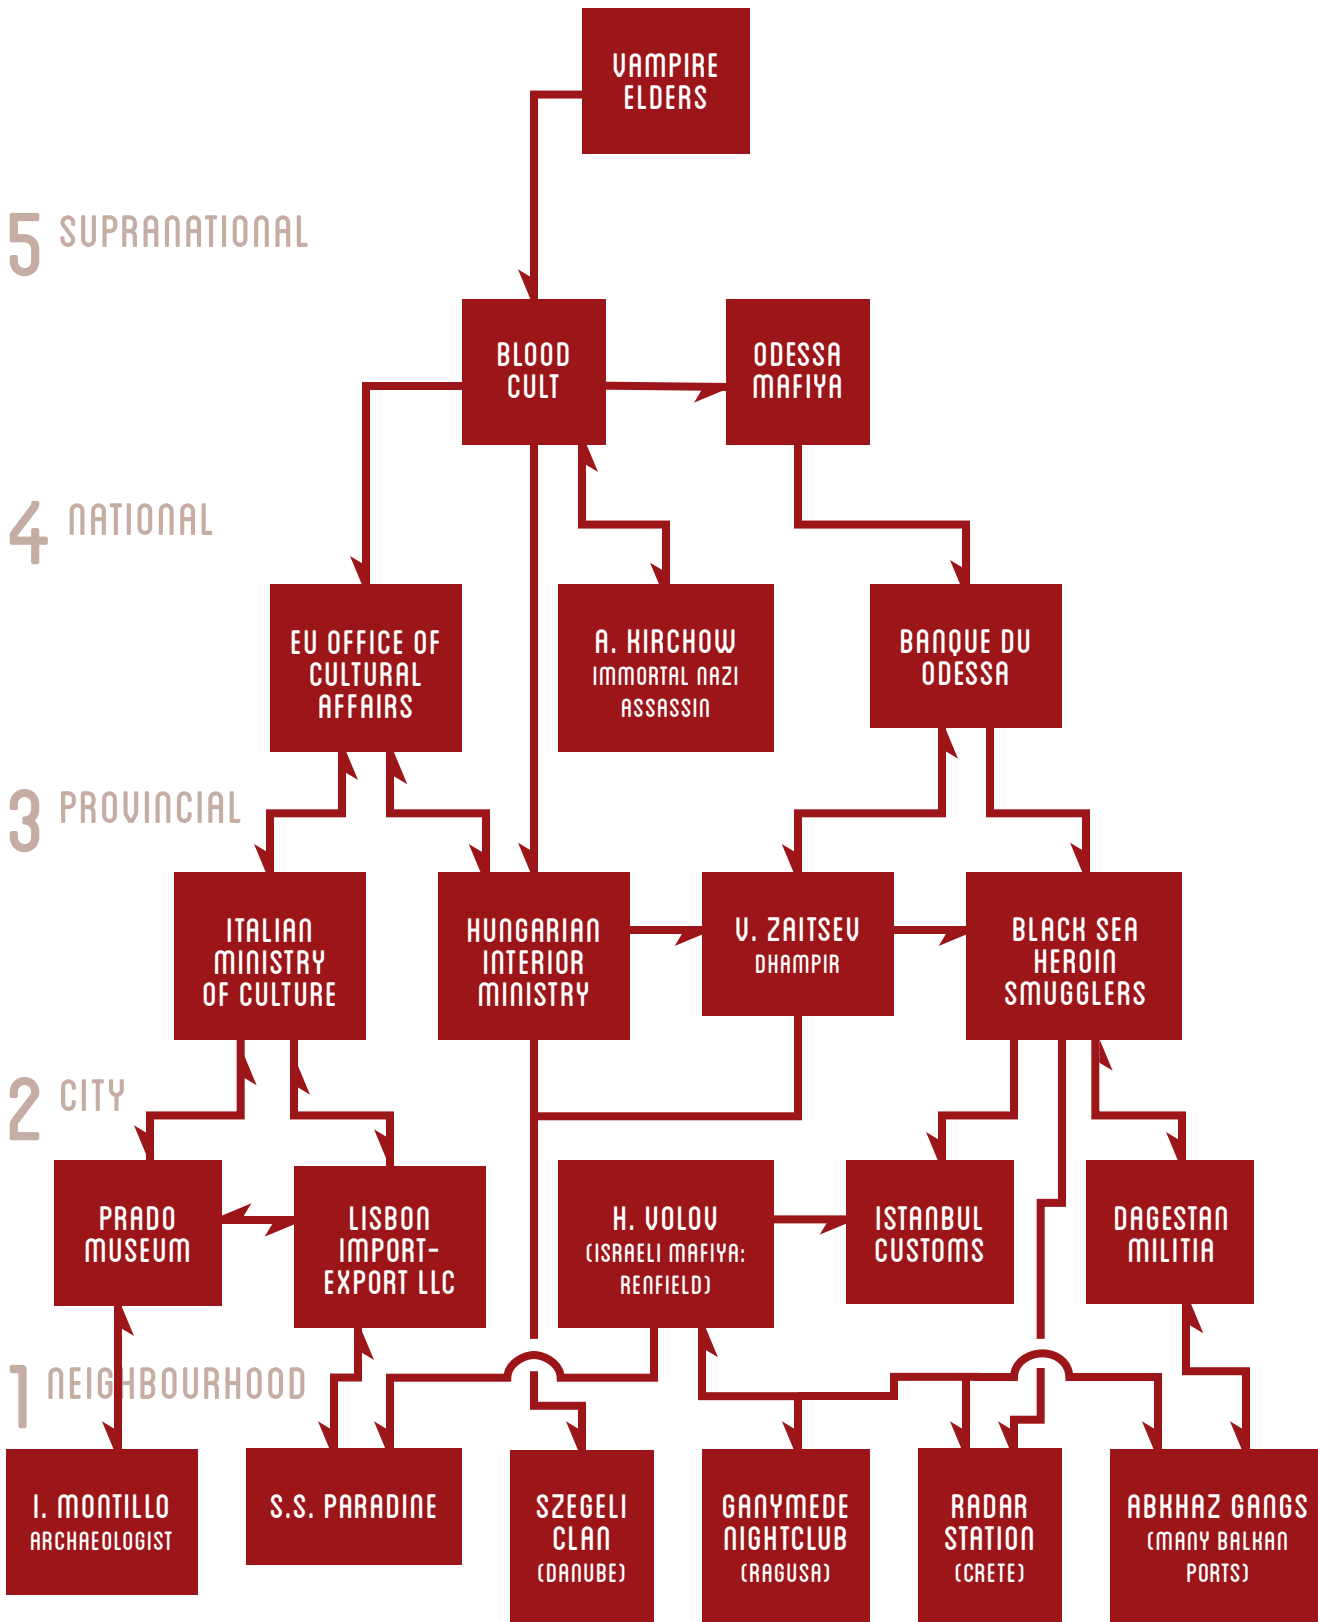 VAMPIRE
ELDERS
5 SUPRANATIONAL
BLOOD
CULT
ODESSA
MAFIYA
4 NATIONAL
EU OFFICE OF
CULTURAL
AFFAIRS
A. KIRCHOW
IMMORTAL NAZI
ASSASSIN
BANQUE DU
ODESSA
3 PROVINCIAL
ITALIAN
MINISTRY
OF CULTURE
HUNGARIAN
INTERIOR
MINISTRY
V. ZAITSEV
DHAMPIR
BLACK SEA
HEROIN
SMUGGLERS
2 CITY
PRADO
MUSEUM
LISBON
IMPORT-
EXPORT LLC
H. VOLOV
(ISRAELI MAFIYA:
RENFIELD)
ISTANBUL
CUSTOMS
DAGESTAN
MILITIA
1 NEIGHBOURHOOD
I. MONTILLO
ARCHAEOLOGIST
S.S. PARADINE
SZEGELI
CLAN
(DANUBE)
GANYMEDE
NIGHTCLUB
(RAGUSA)
RADAR
STATION
(CRETE)
ABKHAZ GANGS
(MANY BALKAN
PORTS)